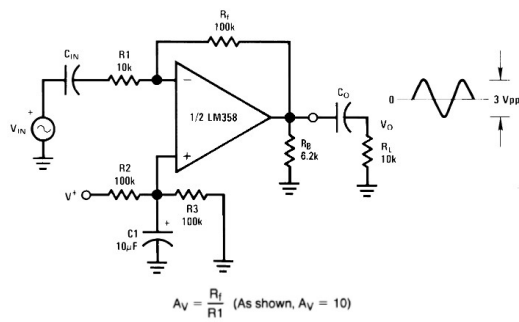 Rf
100k
CIN
R1
10k
VIN
+
−
1/2 LM358
+
R2
100k
V+
R3
100k
C1
10μF
+
RB
6.2k
CO
VO
RL
10k
0
3 Vpp
AV = Rf / R1 (As shown, AV = 10)